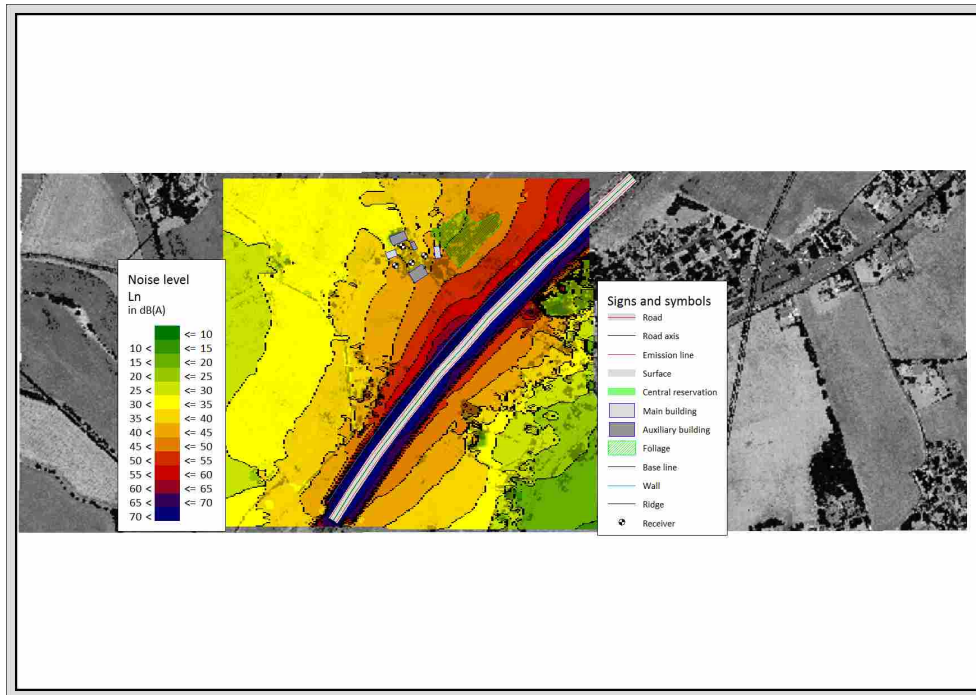 Noise level
Ln
in dB(A)
<= 10
10 < <= 15
15 < <= 20
20 < <= 25
25 < <= 30
30 < <= 35
35 < <= 40
40 < <= 45
45 < <= 50
50 < <= 55
55 < <= 60
60 < <= 65
65 < <= 70
70 <
Signs and symbols
Road
Road axis
Emission line
Surface
Central reservation
Main building
Auxiliary building
Foliage
Base line
Wall
Ridge
Receiver